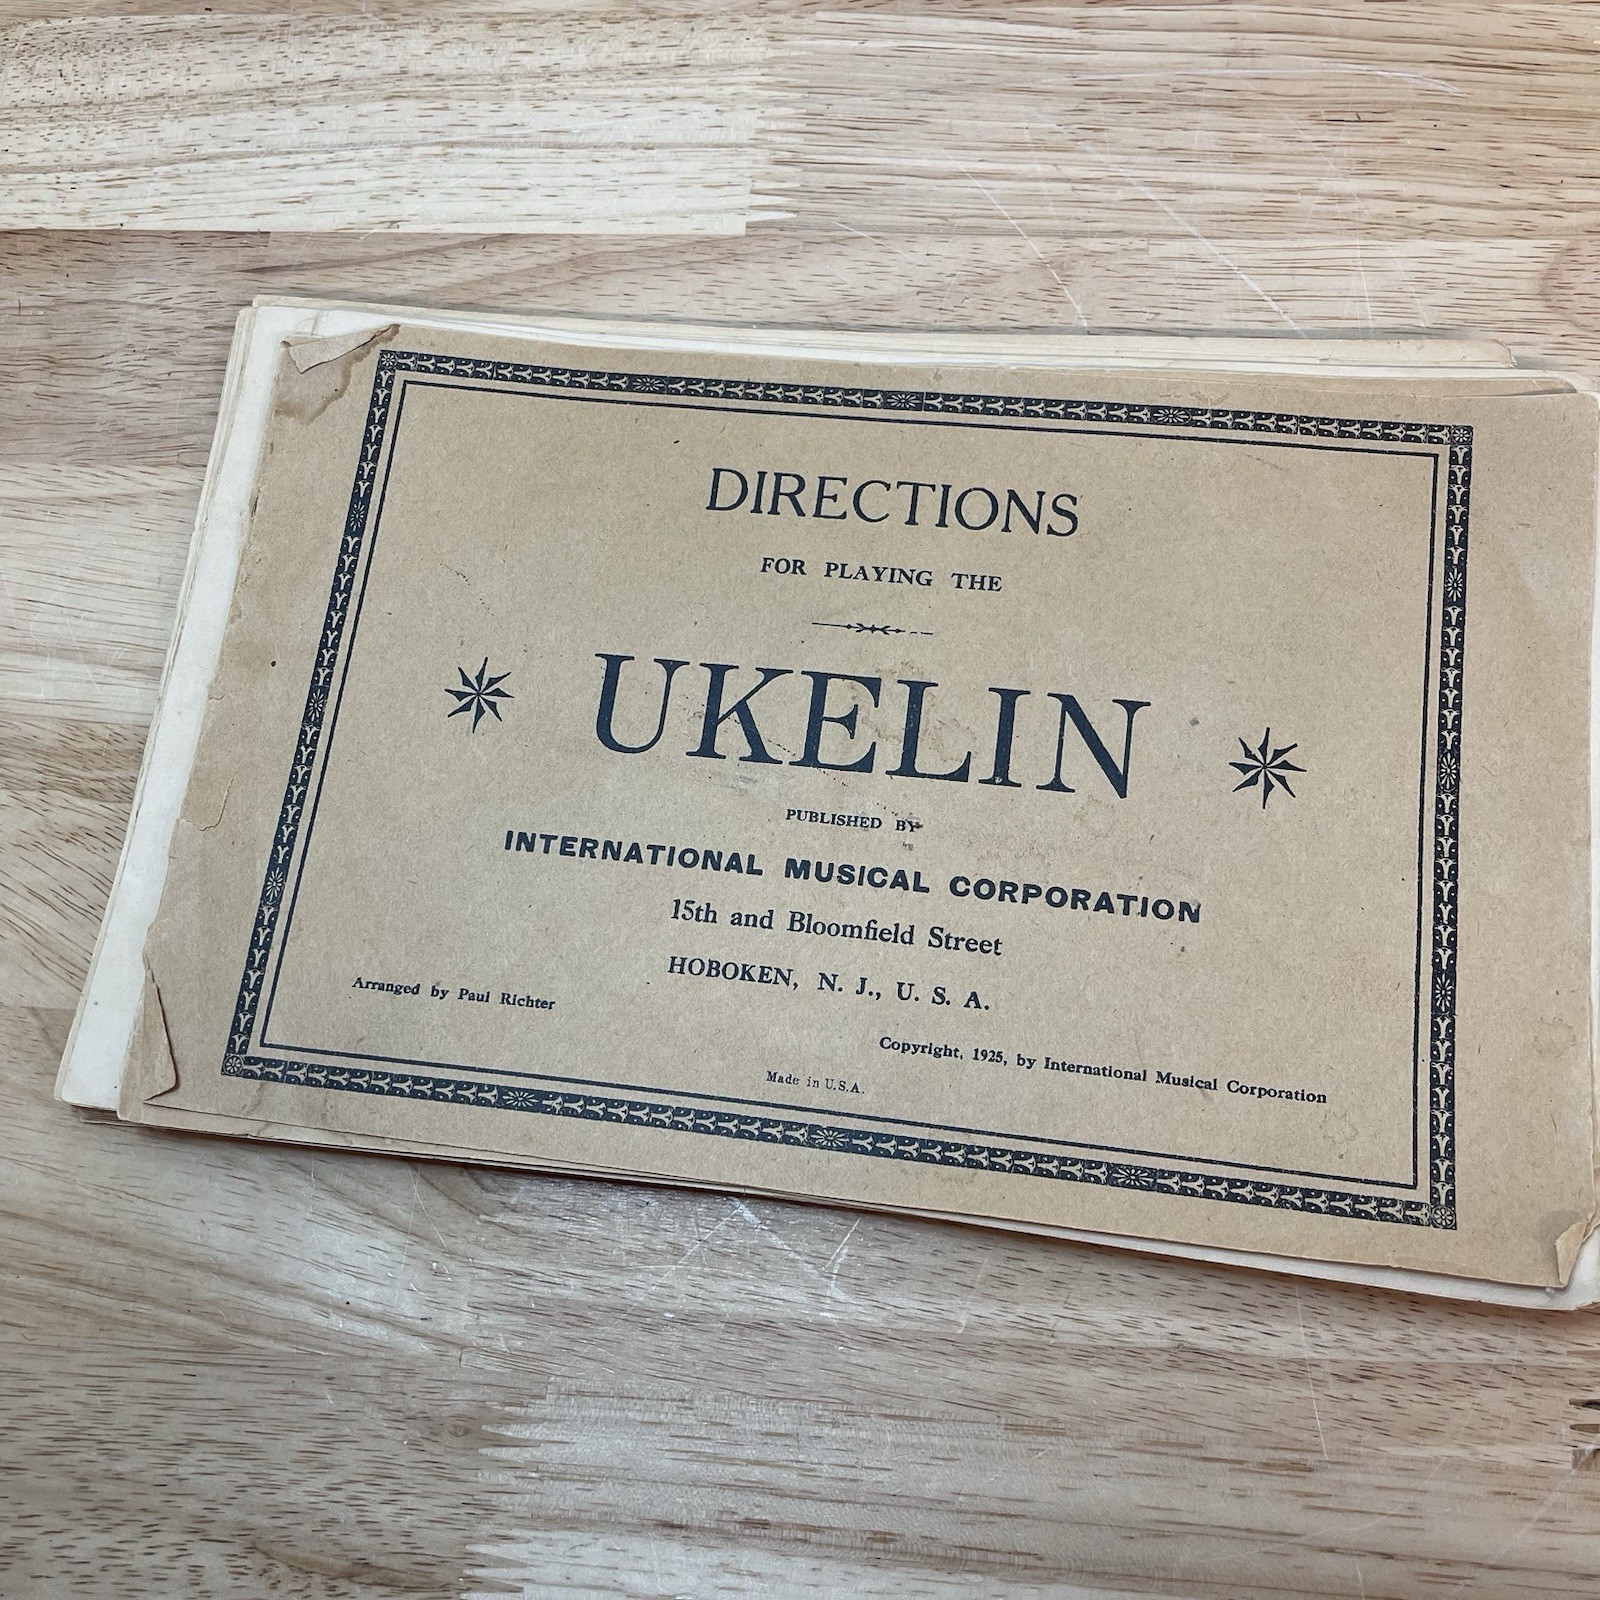 DIRECTIONS
FOR PLAYING THE
UKELIN
PUBLISHED BY
INTERNATIONAL MUSICAL CORPORATION
15th and Bloomfield Street
HOBOKEN, N. J., U. S. A.
Arranged by Paul Richter
Copyright, 1925, by International Musical Corporation
Made in U.S.A.